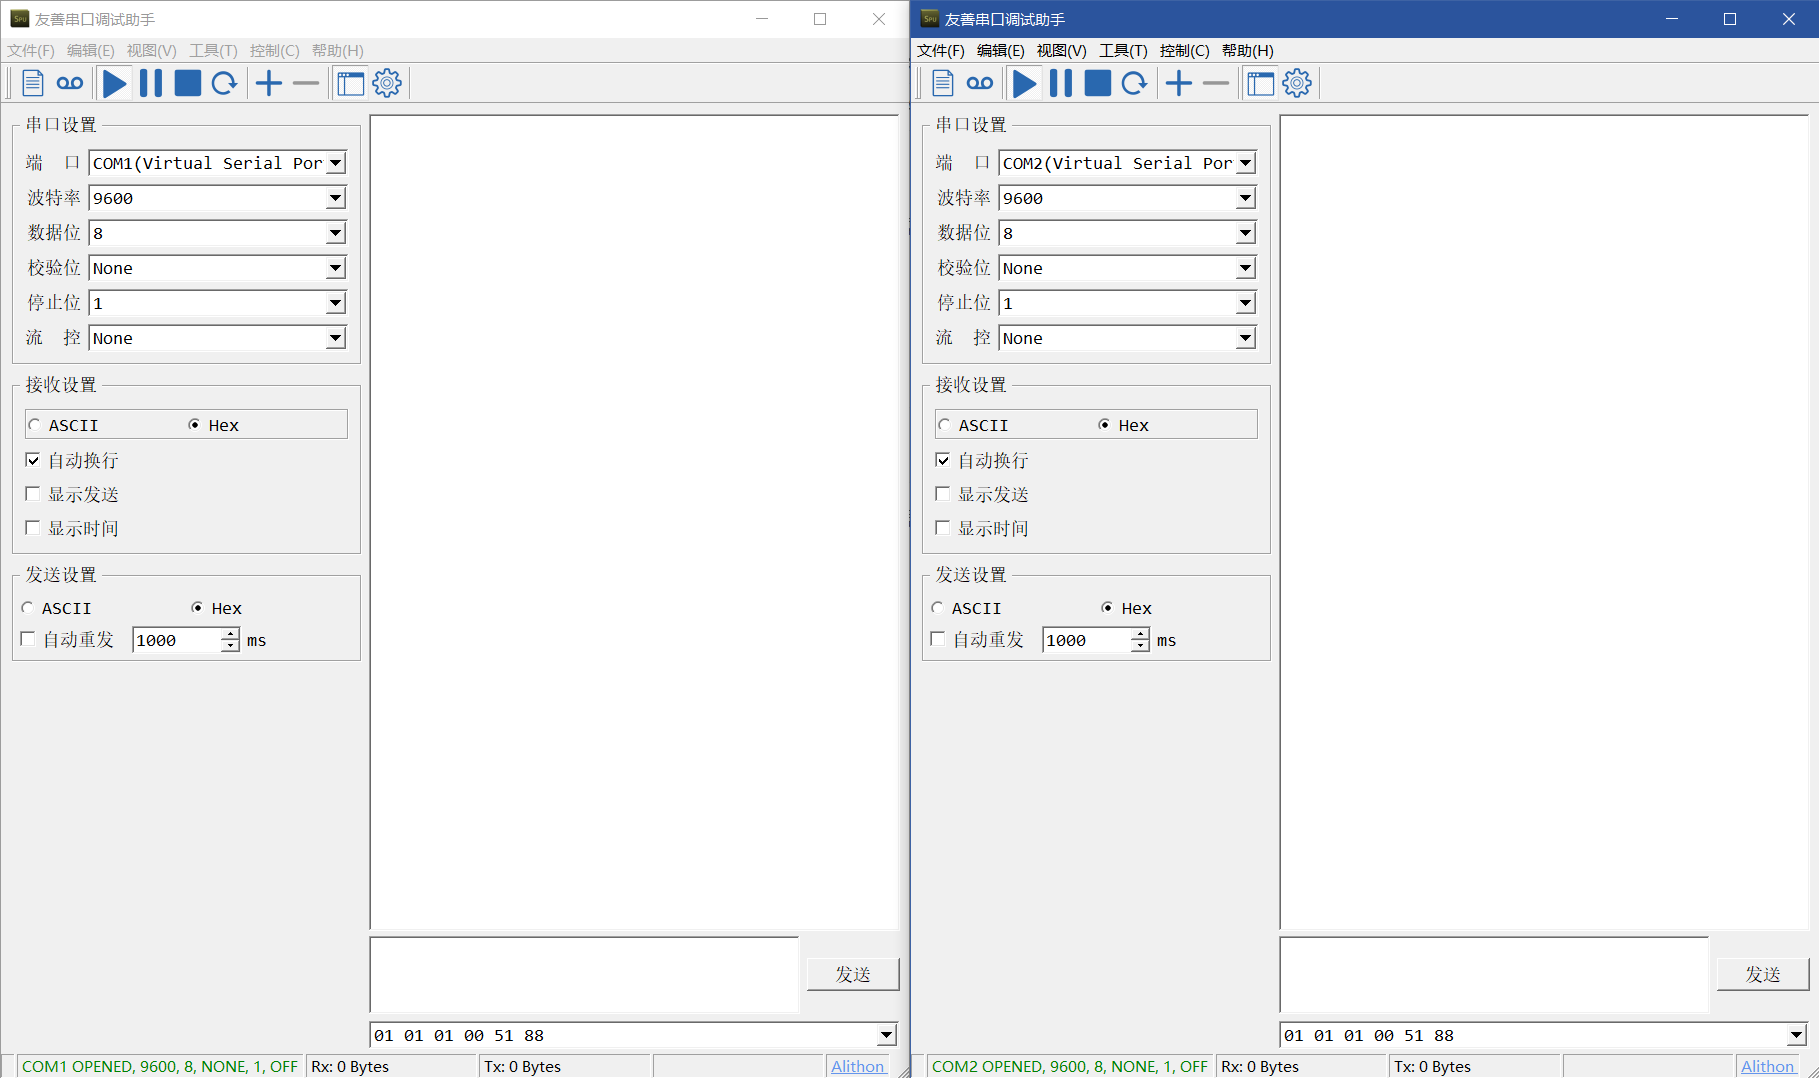 友善串口调试助手
文件(F) 编辑(E) 视图(V) 工具(T) 控制(C) 帮助(H)
串口设置
端 口 COM1(Virtual Serial Por
波特率 9600
数据位 8
校验位 None
停止位 1
流 控 None
接收设置
ASCII Hex
自动换行
显示发送
显示时间
发送设置
ASCII Hex
自动重发 1000 ms
发送
01 01 01 00 51 88
COM1 OPENED, 9600, 8, NONE, 1, OFF Rx: 0 Bytes Tx: 0 Bytes Alithon
友善串口调试助手
文件(F) 编辑(E) 视图(V) 工具(T) 控制(C) 帮助(H)
串口设置
端 口 COM2(Virtual Serial Por
波特率 9600
数据位 8
校验位 None
停止位 1
流 控 None
接收设置
ASCII Hex
自动换行
显示发送
显示时间
发送设置
ASCII Hex
自动重发 1000 ms
发送
01 01 01 00 51 88
COM2 OPENED, 9600, 8, NONE, 1, OFF Rx: 0 Bytes Tx: 0 Bytes Alithon